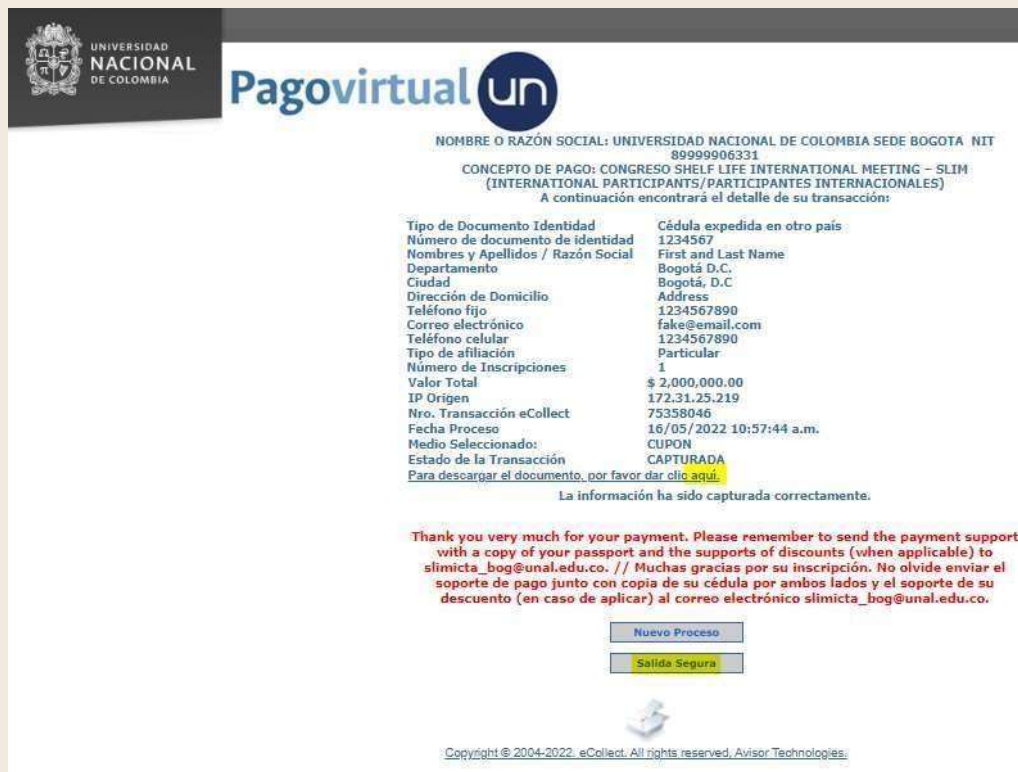 UNIVERSIDAD
NACIONAL
DE COLOMBIA
Pagovirtual un
NOMBRE O RAZÓN SOCIAL: UNIVERSIDAD NACIONAL DE COLOMBIA SEDE BOGOTA NIT
89999906331
CONCEPTO DE PAGO: CONGRESO SHELF LIFE INTERNATIONAL MEETING – SLIM
(INTERNATIONAL PARTICIPANTS/PARTICIPANTES INTERNACIONALES)
A continuación encontrará el detalle de su transacción:
Tipo de Documento Identidad Cédula expedida en otro país
Número de documento de identidad 1234567
Nombres y Apellidos / Razón Social First and Last Name
Departamento Bogotá D.C.
Ciudad Bogotá, D.C
Dirección de Domicilio Address
Teléfono fijo 1234567890
Correo electrónico fake@email.com
Teléfono celular 1234567890
Tipo de afiliación Particular
Número de Inscripciones 1
Valor Total $ 2,000,000.00
IP Origen 172.31.25.219
Nro. Transacción eCollect 75358046
Fecha Proceso 16/05/2022 10:57:44 a.m.
Medio Seleccionado: CUPON
Estado de la Transacción CAPTURADA
Para descargar el documento, por favor dar clic aquí.
La información ha sido capturada correctamente.
Thank you very much for your payment. Please remember to send the payment support
with a copy of your passport and the supports of discounts (when applicable) to
slimicta_bog@unal.edu.co. // Muchas gracias por su inscripción. No olvide enviar el
soporte de pago junto con copia de su cédula por ambos lados y el soporte de su
descuento (en caso de aplicar) al correo electrónico slimicta_bog@unal.edu.co.
Nuevo Proceso
Salida Segura
Copyright © 2004-2022. eCollect. All rights reserved, Avisor Technologies.